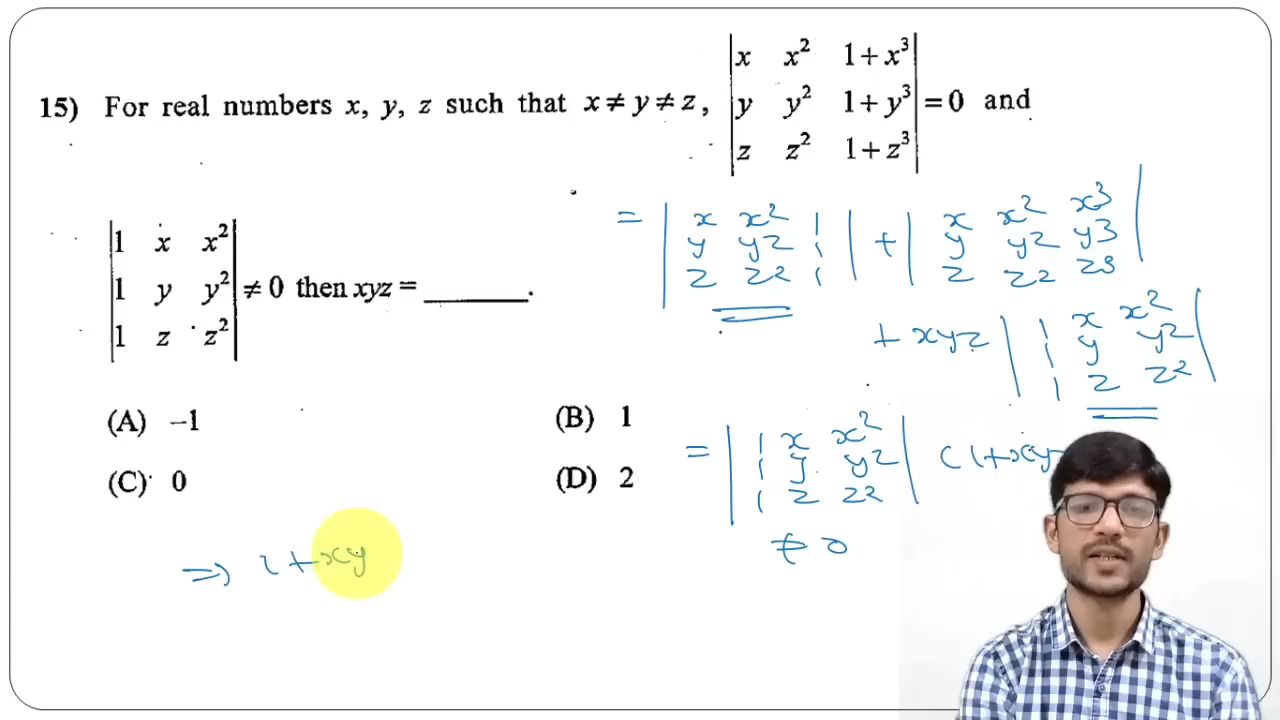 15) For real numbers x, y, z such that x ≠ y ≠ z, |x x² 1+x³| = 0 and
|y y² 1+y³|
|z z² 1+z³|
|1 x x²|
|1 y y²| ≠ 0 then xyz = ________.
|1 z z²|
(A) –1
(B) 1
(C) 0
(D) 2
= |x x² 1| + |x x² x³|
|y y2 1| |y y2 y3|
|z z2 1| |z z2 z3|
+ xyz |1 x x²|
|1 y y2|
|1 z z2|
= |1 x x²| (1+xy
|1 y y2|
|1 z z2|
≠ 0
⇒ 1+xy